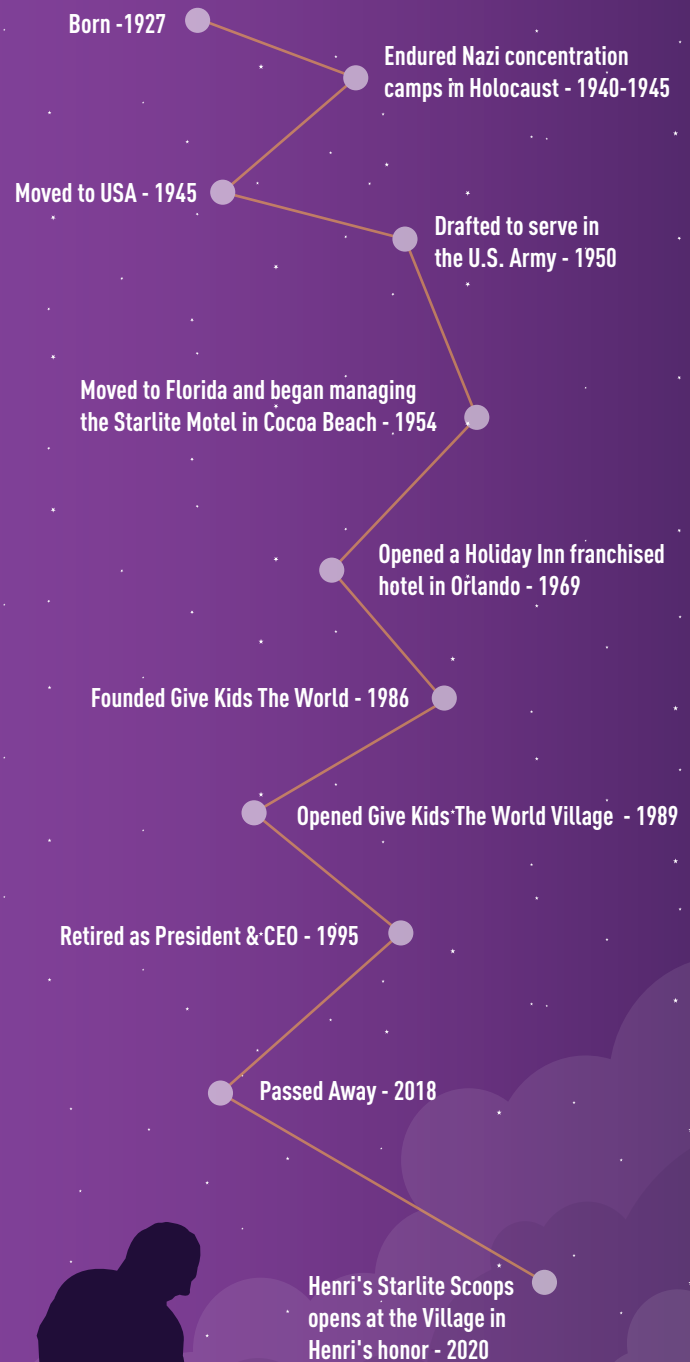 Born -1927
Endured Nazi concentration
camps in Holocaust - 1940-1945
Moved to USA - 1945
Drafted to serve in
the U.S. Army - 1950
Moved to Florida and began managing
the Starlite Motel in Cocoa Beach - 1954
Opened a Holiday Inn franchised
hotel in Orlando - 1969
Founded Give Kids The World - 1986
Opened Give Kids The World Village - 1989
Retired as President & CEO - 1995
Passed Away - 2018
Henri's Starlite Scoops
opens at the Village in
Henri's honor - 2020